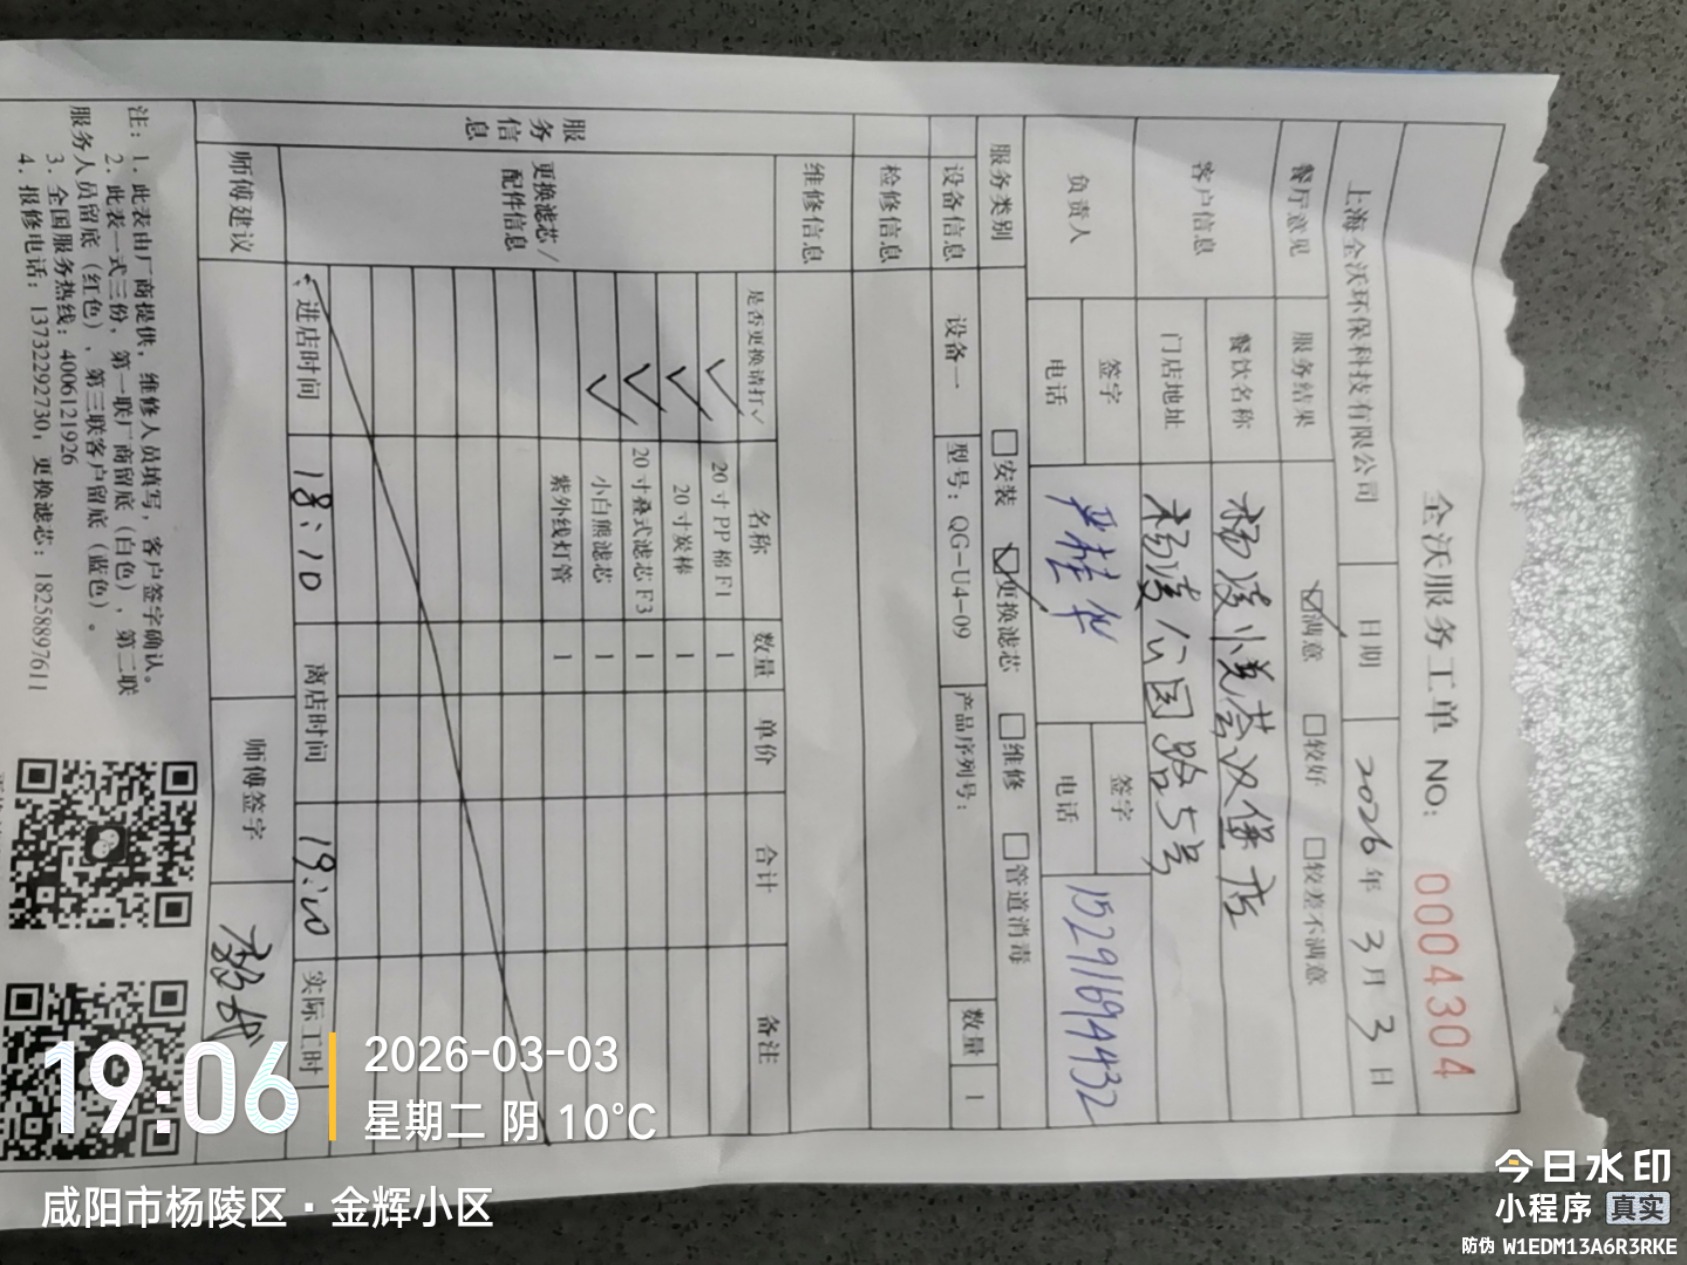 全沃服务工单 NO: 0004304
上海全沃环保科技有限公司 日期 2026年3月3日
餐厅意见 服务结果 ☑满意 □较好 □较差不满意
客户信息 餐饮名称 杨凌 汉堡店
门店地址 杨凌公园路5号
负责人 签字 桂华 签字
电话 电话 15291169A432
服务类别 □安装 ☑更换滤芯 □维修 □管道消毒
设备信息 设备一 型号：QG-U4-09 产品序列号： 数量 1
服务信息
检修信息
维修信息
更换滤芯/配件信息
是否更换请打✓ 名称 数量 单价 合计 备注
✓ 20寸PP棉F1 1
✓ 20寸炭棒 1
✓ 20寸叠式滤芯F3 1
✓ 小白熊滤芯 1
紫外线灯管 1
进店时间 18:10 离店时间 19:10 实际工时
师傅建议 师傅签字
注：1. 此表由厂商提供，维修人员填写，客户签字确认。
2. 此表一式三份，第一联厂商留底（白色），第二联
服务人员留底（红色），第三联客户留底（蓝色）。
3. 全国服务热线：4006121926
4. 报修电话：13732292730，更换滤芯：18258897611
19:06
2026-03-03
星期二 阴 10°C
咸阳市杨陵区·金辉小区
今日水印
小程序 真实
防伪 W1EDM13A6R3RKE